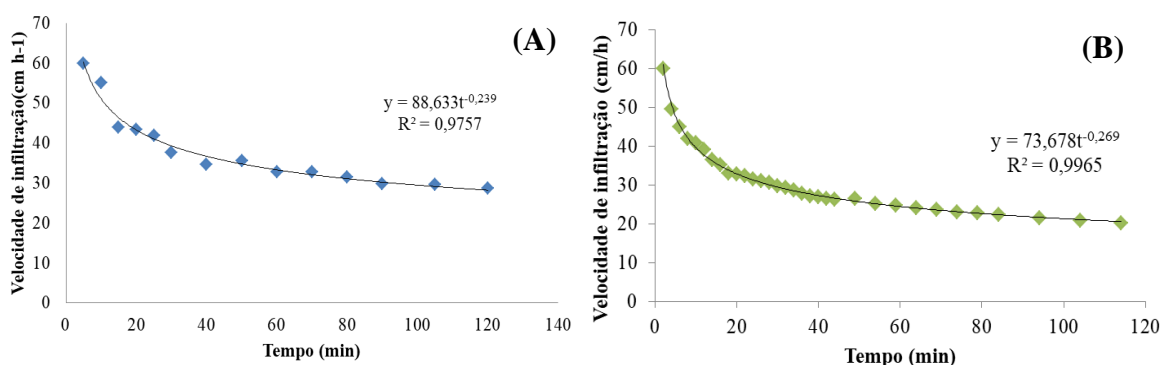 (A)
Velocidade de infiltração(cm h-1)
70
60
50
40
30
20
10
0
y = 88,633t^-0,239
R² = 0,9757
0 20 40 60 80 100 120 140
Tempo (min)
(B)
Velocidade de infiltração (cm/h)
70
60
50
40
30
20
10
0
y = 73,678t^-0,269
R² = 0,9965
0 20 40 60 80 100 120
Tempo (min)